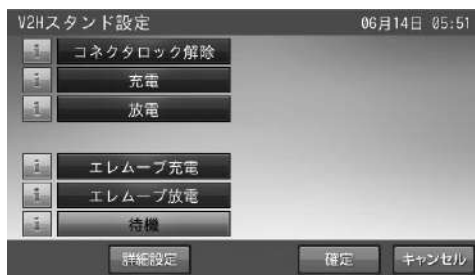 V2Hスタンド設定 06月14日 05:51
i コネクタロック解除
i 充電
i 放電
i エレムーブ充電
i エレムーブ放電
i 待機
詳細設定 確定 キャンセル